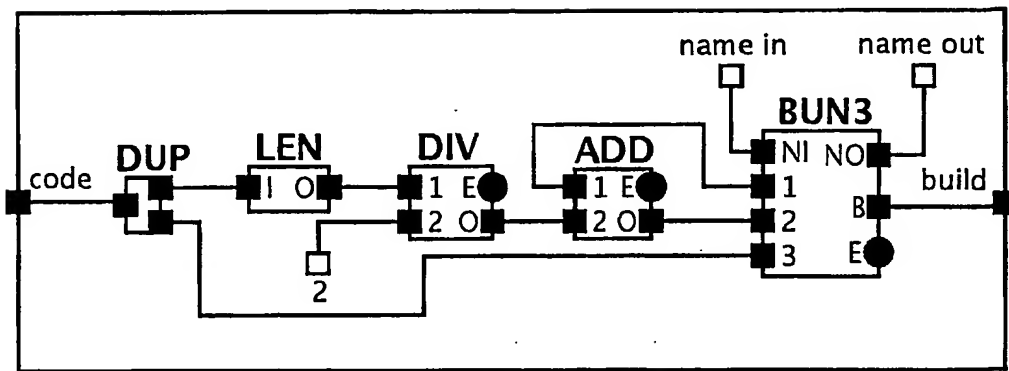 name in
name out
BUN3
DUP
LEN
DIV
ADD
NI NO
code
I O
1 E
1 E
1
build
2 O
2 O
2
B
3
E
2